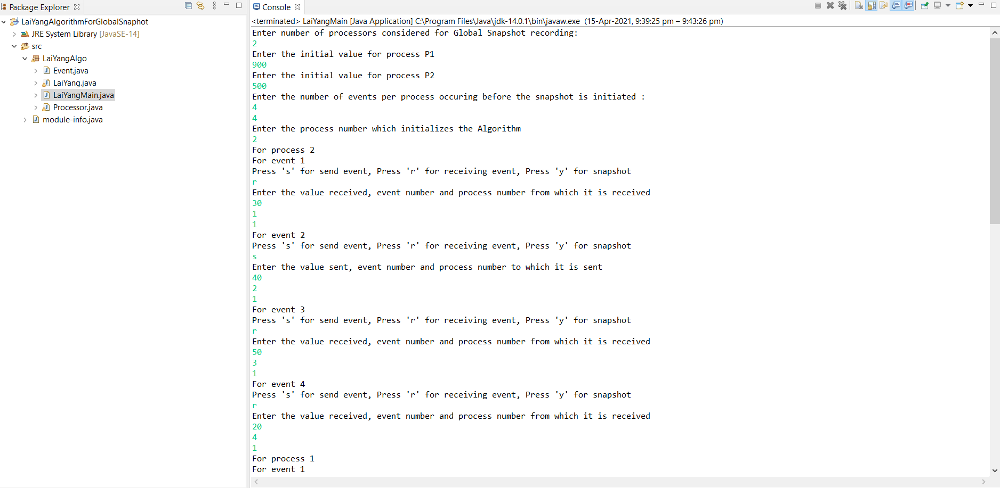 Package Explorer
LaiYangAlgorithmForGlobalSnaphot
JRE System Library [JavaSE-14]
src
LaiYangAlgo
Event.java
LaiYang.java
LaiYangMain.java
Processor.java
module-info.java
Console
<terminated> LaiYangMain [Java Application] C:\Program Files\Java\jdk-14.0.1\bin\javaw.exe (15-Apr-2021, 9:39:25 pm – 9:43:26 pm)
Enter number of processors considered for Global Snapshot recording:
2
Enter the initial value for process P1
900
Enter the initial value for process P2
500
Enter the number of events per process occuring before the snapshot is initiated :
4
4
Enter the process number which initializes the Algorithm
2
For process 2
For event 1
Press 's' for send event, Press 'r' for receiving event, Press 'y' for snapshot
r
Enter the value received, event number and process number from which it is received
30
1
1
For event 2
Press 's' for send event, Press 'r' for receiving event, Press 'y' for snapshot
s
Enter the value sent, event number and process number to which it is sent
40
2
1
For event 3
Press 's' for send event, Press 'r' for receiving event, Press 'y' for snapshot
r
Enter the value received, event number and process number from which it is received
50
3
1
For event 4
Press 's' for send event, Press 'r' for receiving event, Press 'y' for snapshot
r
Enter the value received, event number and process number from which it is received
20
4
1
For process 1
For event 1